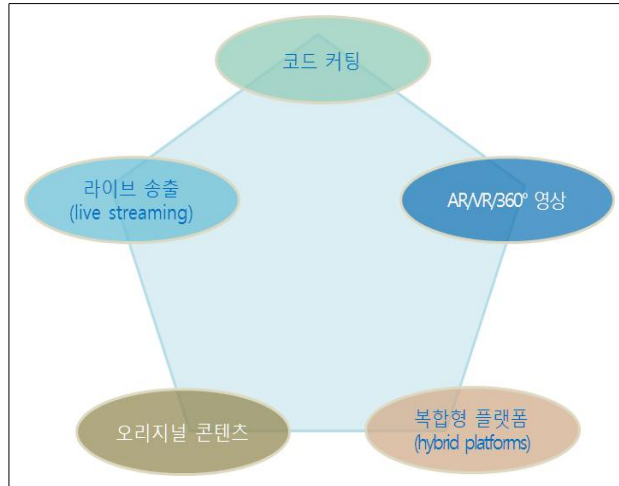 코드 커팅
라이브 송출
(live streaming)
AR/VR/360° 영상
오리지널 콘텐츠
복합형 플랫폼
(hybrid platforms)